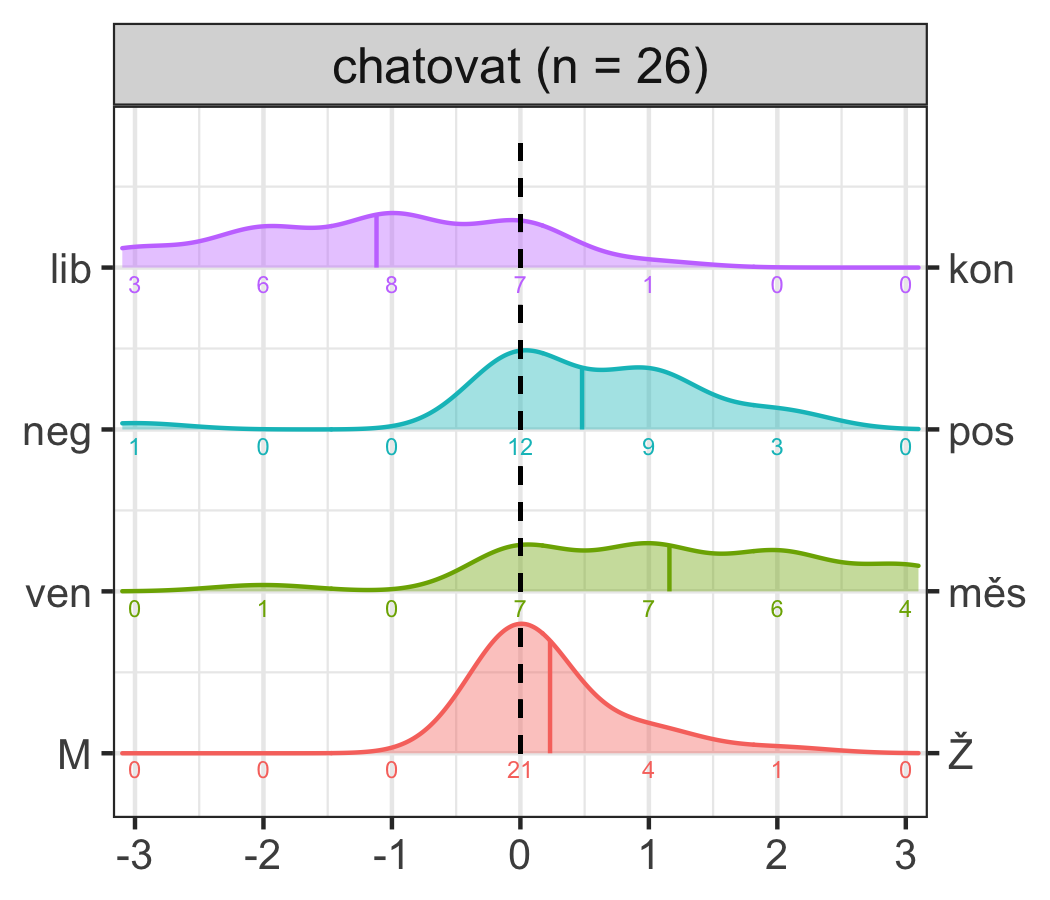 chatovat (n = 26)
lib kon
3 6 8 7 1 0 0
neg pos
1 0 0 12 9 3 0
ven měs
0 1 0 7 7 6 4
M Ž
0 0 0 21 4 1 0
-3 -2 -1 0 1 2 3